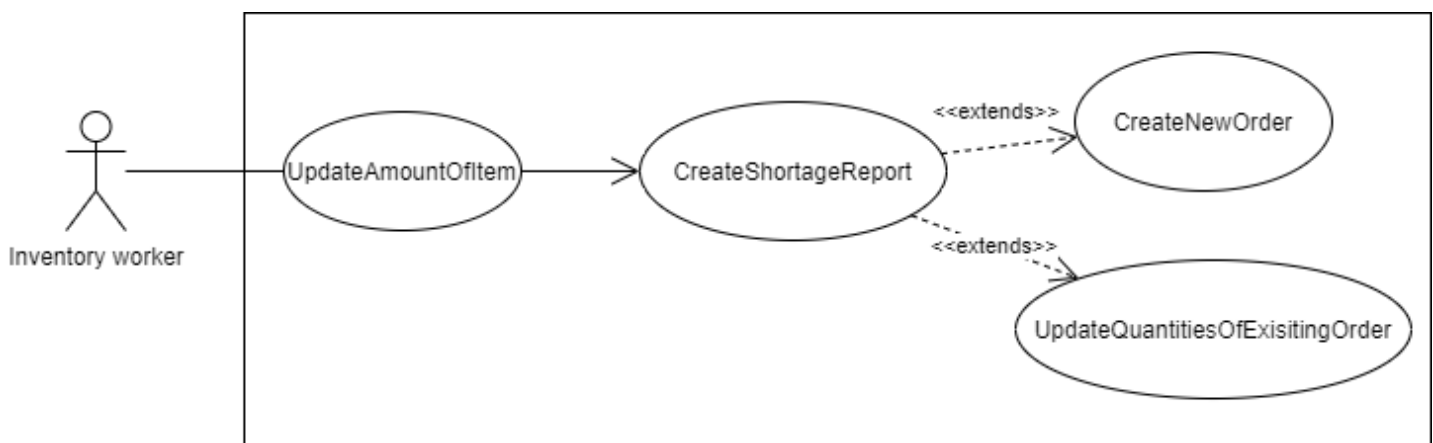 Inventory worker
UpdateAmountOfItem
CreateShortageReport
<<extends>>
CreateNewOrder
<<extends>>
UpdateQuantitiesOfExisitingOrder